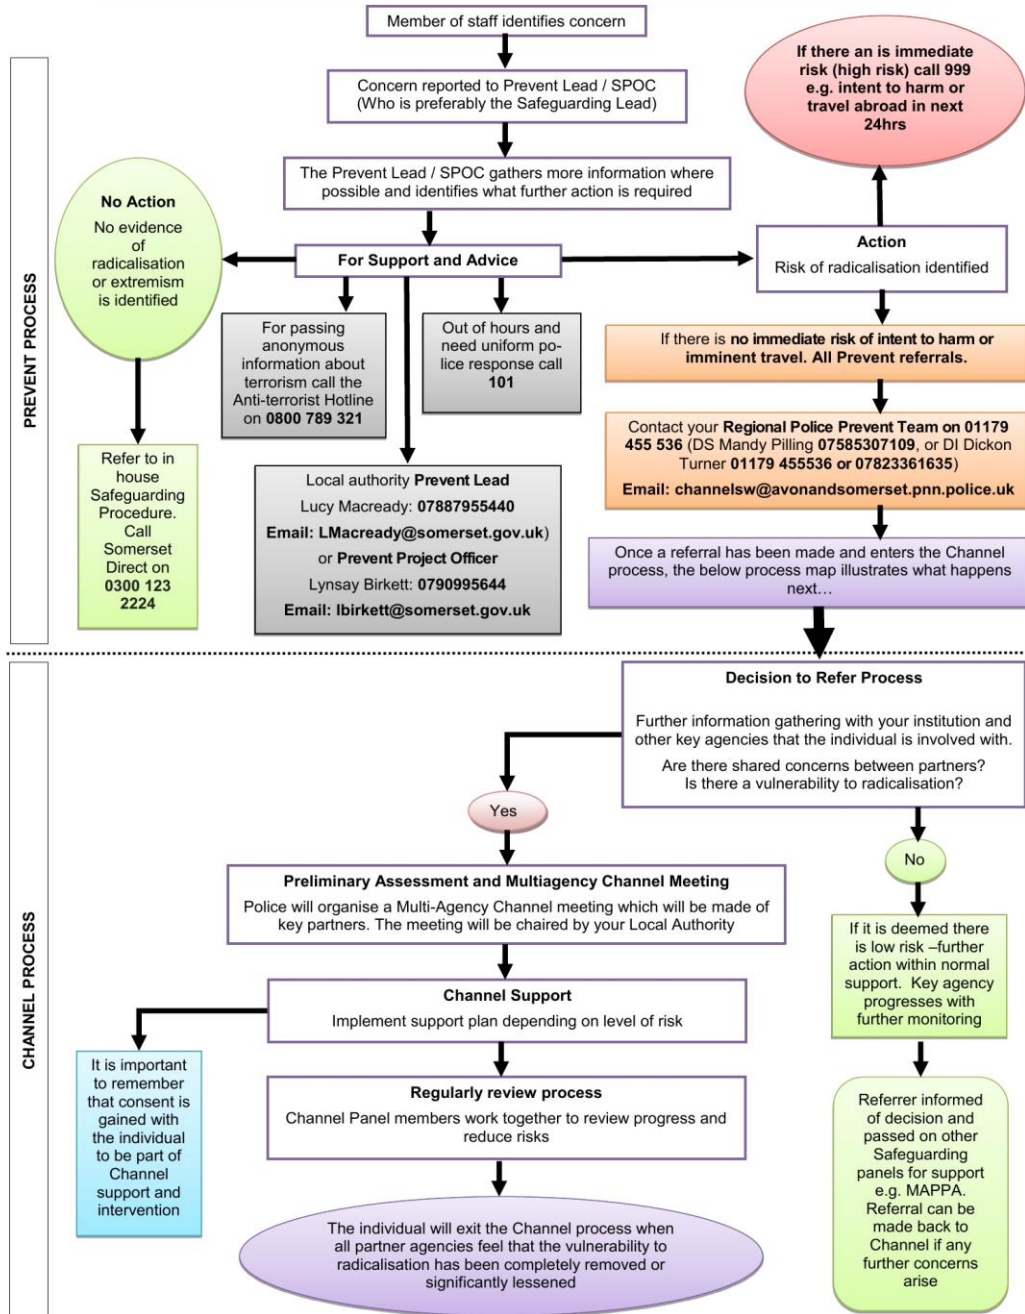 Member of staff identifies concern
If there an is immediate
risk (high risk) call 999
e.g. intent to harm or
travel abroad in next
24hrs
PREVENT PROCESS
Concern reported to Prevent Lead / SPOC
(Who is preferably the Safeguarding Lead)
The Prevent Lead / SPOC gathers more information where
possible and identifies what further action is required
No Action
No evidence
of
radicalisation
or extremism
is identified
For Support and Advice
Action
Risk of radicalisation identified
For passing
anonymous
information about
terrorism call the
Anti-terrorist Hotline
on 0800 789 321
Out of hours and
need uniform po-
lice response call
101
If there is no immediate risk of intent to harm or
imminent travel. All Prevent referrals.
Refer to in
house
Safeguarding
Procedure.
Call
Somerset
Direct on
0300 123
2224
Local authority Prevent Lead
Lucy Macready: 07887955440
Email: LMacready@somerset.gov.uk)
or Prevent Project Officer
Lynsay Birkett: 0790995644
Email: lbirkett@somerset.gov.uk
Contact your Regional Police Prevent Team on 01179
455 536 (DS Mandy Pilling 07585307109, or DI Dickon
Turner 01179 455536 or 07823361635)
Email: channelsw@avonandsomerset.pnn.police.uk
Once a referral has been made and enters the Channel
process, the below process map illustrates what happens
next…
CHANNEL PROCESS
Decision to Refer Process
Further information gathering with your institution and
other key agencies that the individual is involved with.
Are there shared concerns between partners?
Is there a vulnerability to radicalisation?
Yes
No
Preliminary Assessment and Multiagency Channel Meeting
Police will organise a Multi-Agency Channel meeting which will be made of
key partners. The meeting will be chaired by your Local Authority
If it is deemed there
is low risk –further
action within normal
support. Key agency
progresses with
further monitoring
Channel Support
Implement support plan depending on level of risk
It is important
to remember
that consent is
gained with
the individual
to be part of
Channel
support and
intervention
Regularly review process
Channel Panel members work together to review progress and
reduce risks
Referrer informed
of decision and
passed on other
Safeguarding
panels for support
e.g. MAPPA.
Referral can be
made back to
Channel if any
further concerns
arise
The individual will exit the Channel process when
all partner agencies feel that the vulnerability to
radicalisation has been completely removed or
significantly lessened